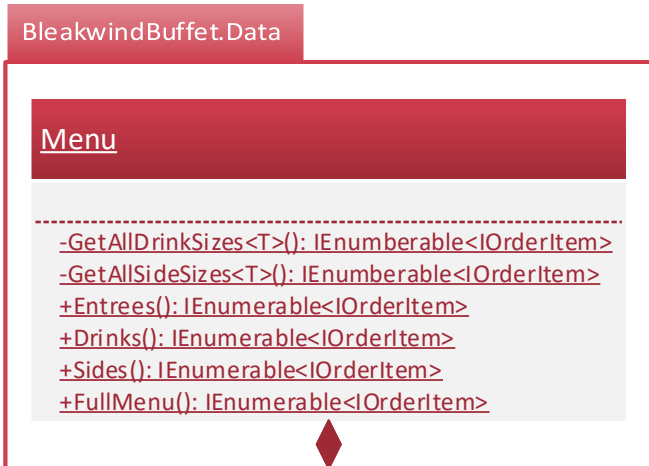 BleakwindBuffet.Data
Menu
-GetAllDrinkSizes<T>(): IEnumberable<IOrderItem>
-GetAllSideSizes<T>(): IEnumberable<IOrderItem>
+Entrees(): IEnumerable<IOrderItem>
+Drinks(): IEnumerable<IOrderItem>
+Sides(): IEnumerable<IOrderItem>
+FullMenu(): IEnumerable<IOrderItem>